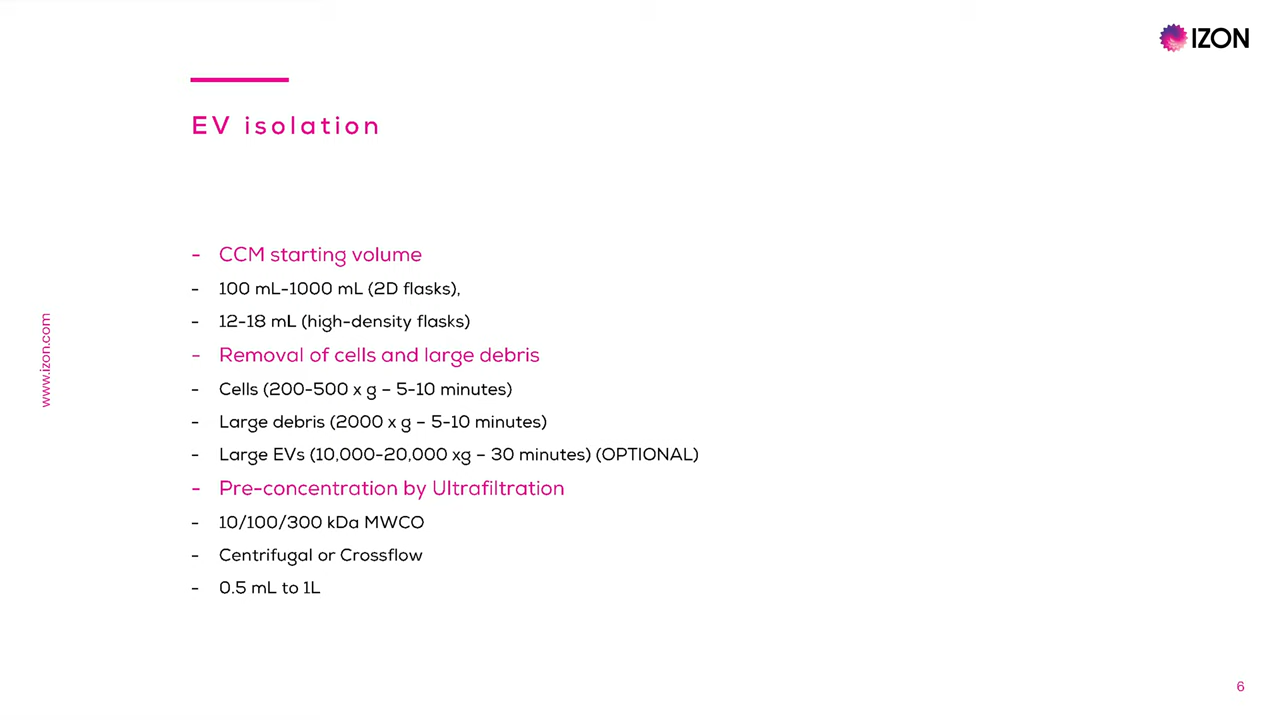 IZON
EV isolation
- CCM starting volume
- 100 mL-1000 mL (2D flasks),
- 12-18 mL (high-density flasks)
- Removal of cells and large debris
- Cells (200-500 x g – 5-10 minutes)
- Large debris (2000 x g – 5-10 minutes)
- Large EVs (10,000-20,000 xg – 30 minutes) (OPTIONAL)
- Pre-concentration by Ultrafiltration
- 10/100/300 kDa MWCO
- Centrifugal or Crossflow
- 0.5 mL to 1L
www.izon.com
6